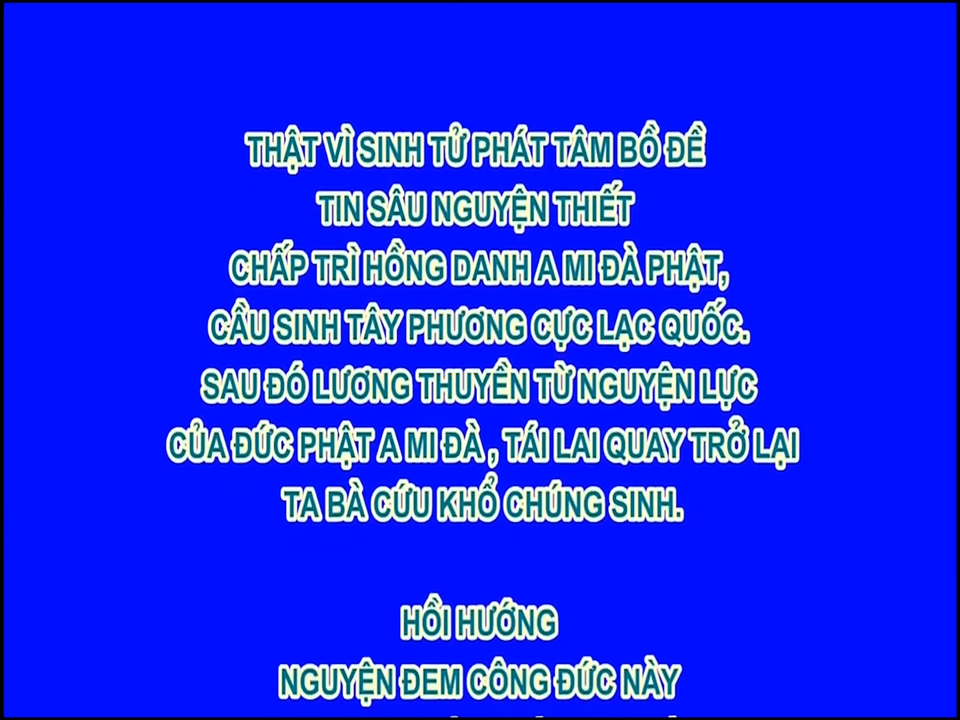 THẬT VÌ SINH TỬ PHÁT TÂM BỒ ĐỀ
TIN SÂU NGUYỆN THIẾT
CHẤP TRÌ HỒNG DANH A MI ĐÀ PHẬT,
CẦU SINH TÂY PHƯƠNG CỰC LẠC QUỐC.
SAU ĐÓ LƯƠNG THUYỀN TỪ NGUYỆN LỰC
CỦA ĐỨC PHẬT A MI ĐÀ , TÁI LAI QUAY TRỞ LẠI
TA BÀ CỨU KHỔ CHÚNG SINH.
HỒI HƯỚNG
NGUYỆN ĐEM CÔNG ĐỨC NÀY